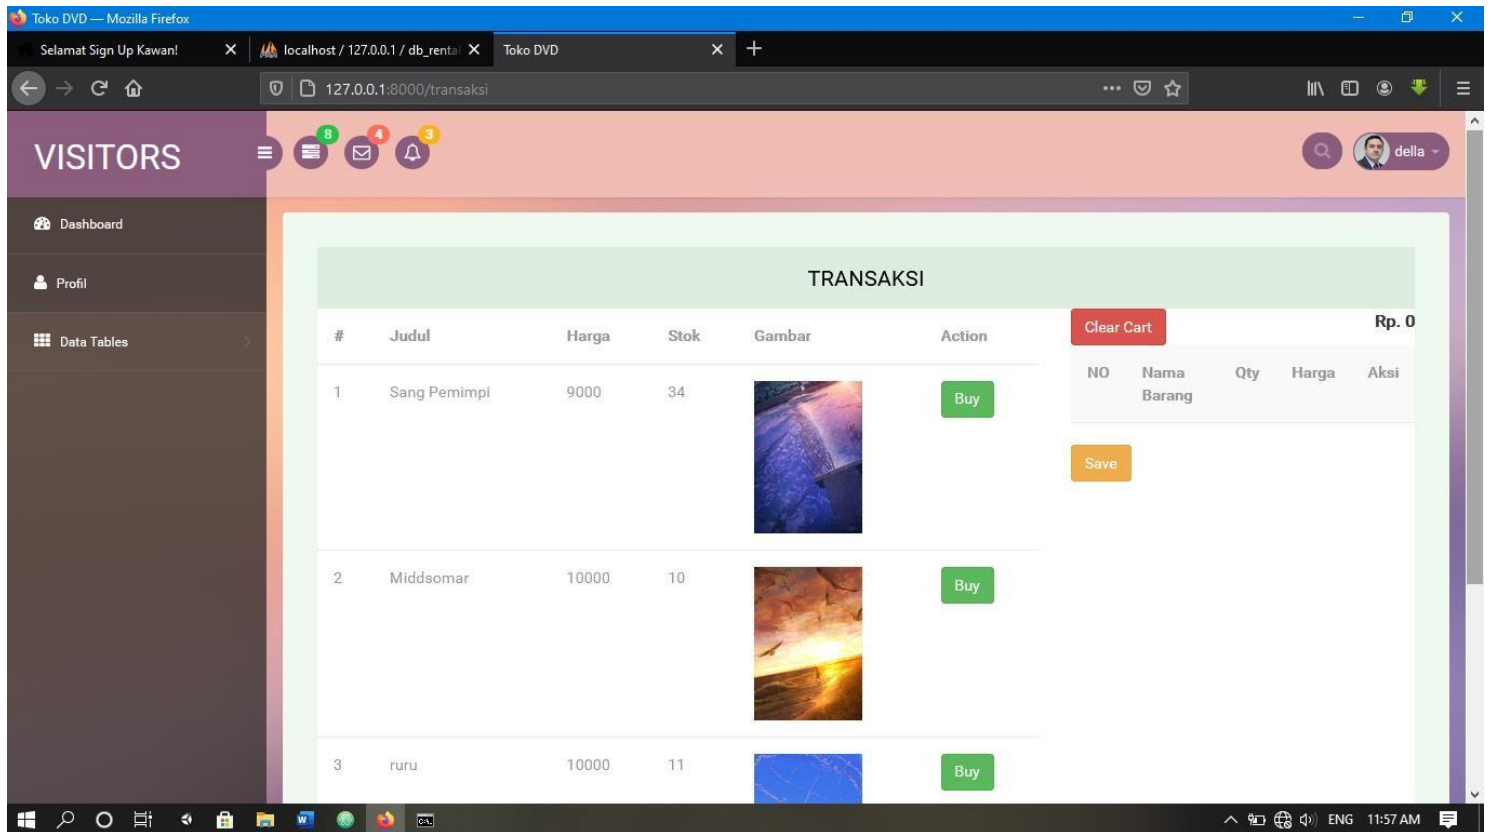 Toko DVD — Mozilla Firefox
Selamat Sign Up Kawan!
localhost / 127.0.0.1 / db_rental
Toko DVD
127.0.0.1:8000/transaksi
VISITORS
8
4
3
della
Dashboard
Profil
Data Tables
TRANSAKSI
# Judul Harga Stok Gambar Action
1 Sang Pemimpi 9000 34 Buy
2 Middsomar 10000 10 Buy
3 ruru 10000 11 Buy
Clear Cart Rp. 0
NO Nama Barang Qty Harga Aksi
Save
ENG 11:57 AM